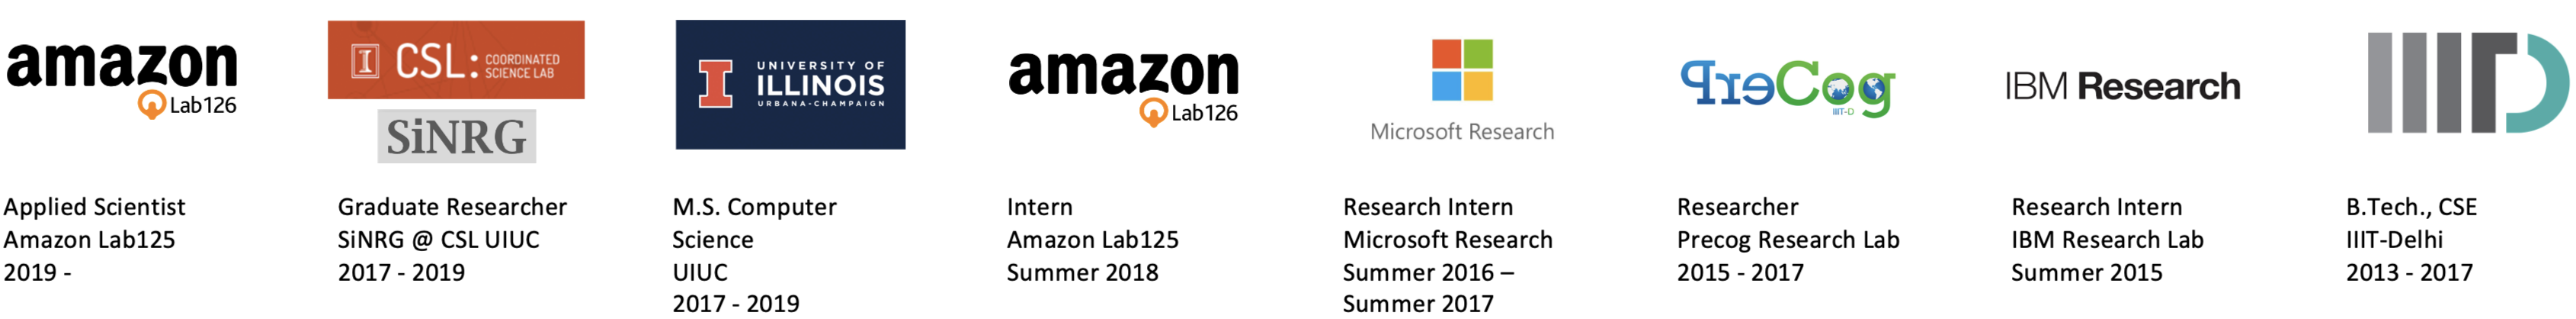 amazon
Lab126
I CSL: COORDINATED
SCIENCE LAB
SiNRG
I UNIVERSITY OF
ILLINOIS
URBANA-CHAMPAIGN
amazon
Lab126
Microsoft Research
PreCog
IIIT-D
IBM Research
IIITD
Applied Scientist
Amazon Lab125
2019 -
Graduate Researcher
SiNRG @ CSL UIUC
2017 - 2019
M.S. Computer
Science
UIUC
2017 - 2019
Intern
Amazon Lab125
Summer 2018
Research Intern
Microsoft Research
Summer 2016 –
Summer 2017
Researcher
Precog Research Lab
2015 - 2017
Research Intern
IBM Research Lab
Summer 2015
B.Tech., CSE
IIIT-Delhi
2013 - 2017